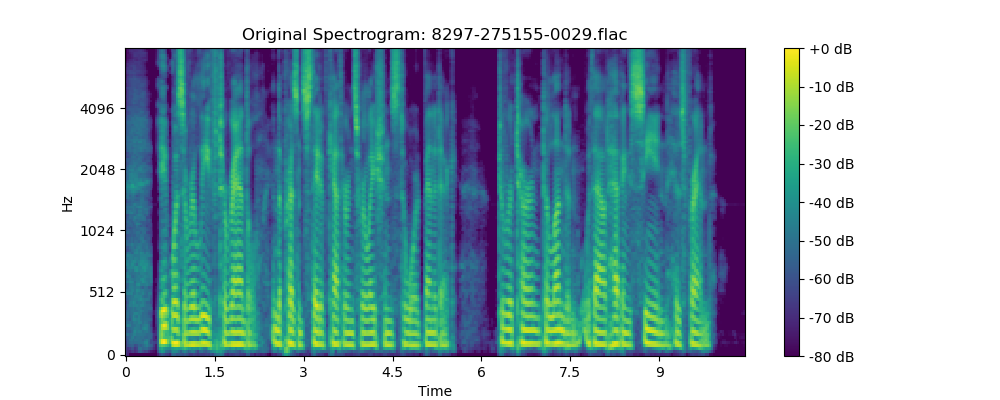 Original Spectrogram: 8297-275155-0029.flac
Hz
4096
2048
1024
512
0
0 1.5 3 4.5 6 7.5 9
Time
+0 dB
-10 dB
-20 dB
-30 dB
-40 dB
-50 dB
-60 dB
-70 dB
-80 dB